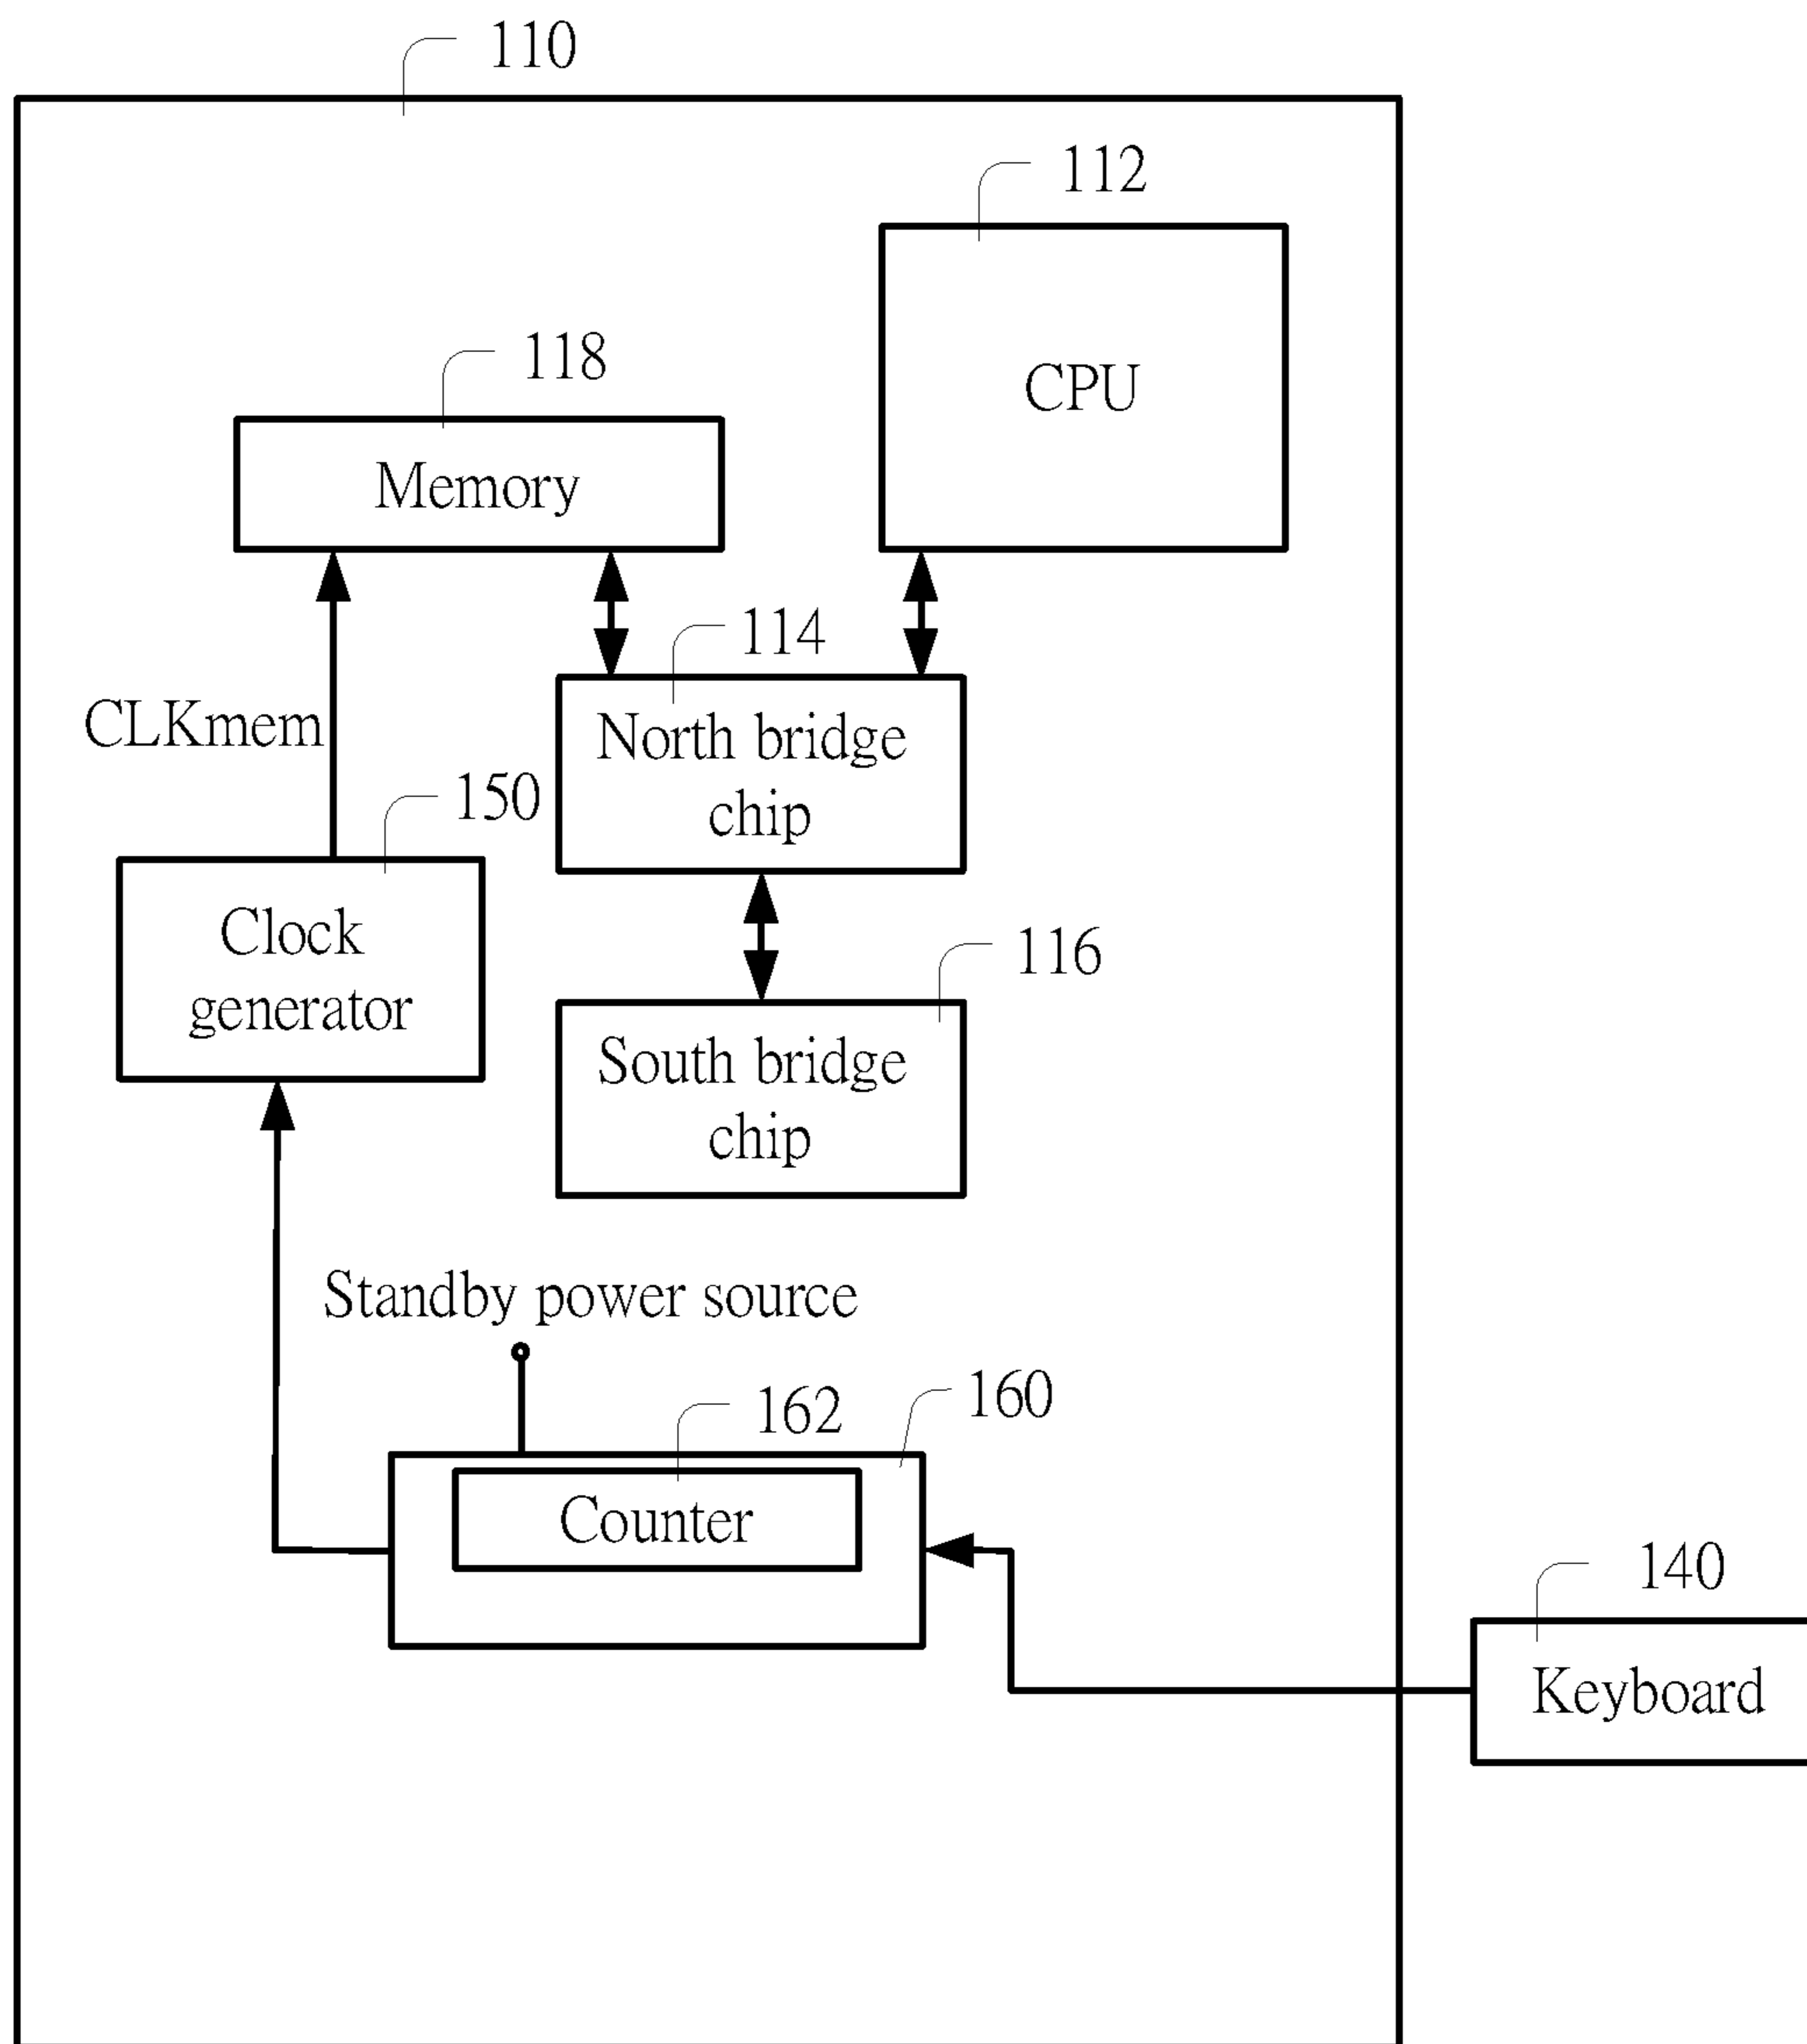 110
112
CPU
118
Memory
114
North bridge
chip
CLKmem
150
Clock
generator
116
South bridge
chip
Standby power source
160
162
Counter
140
Keyboard